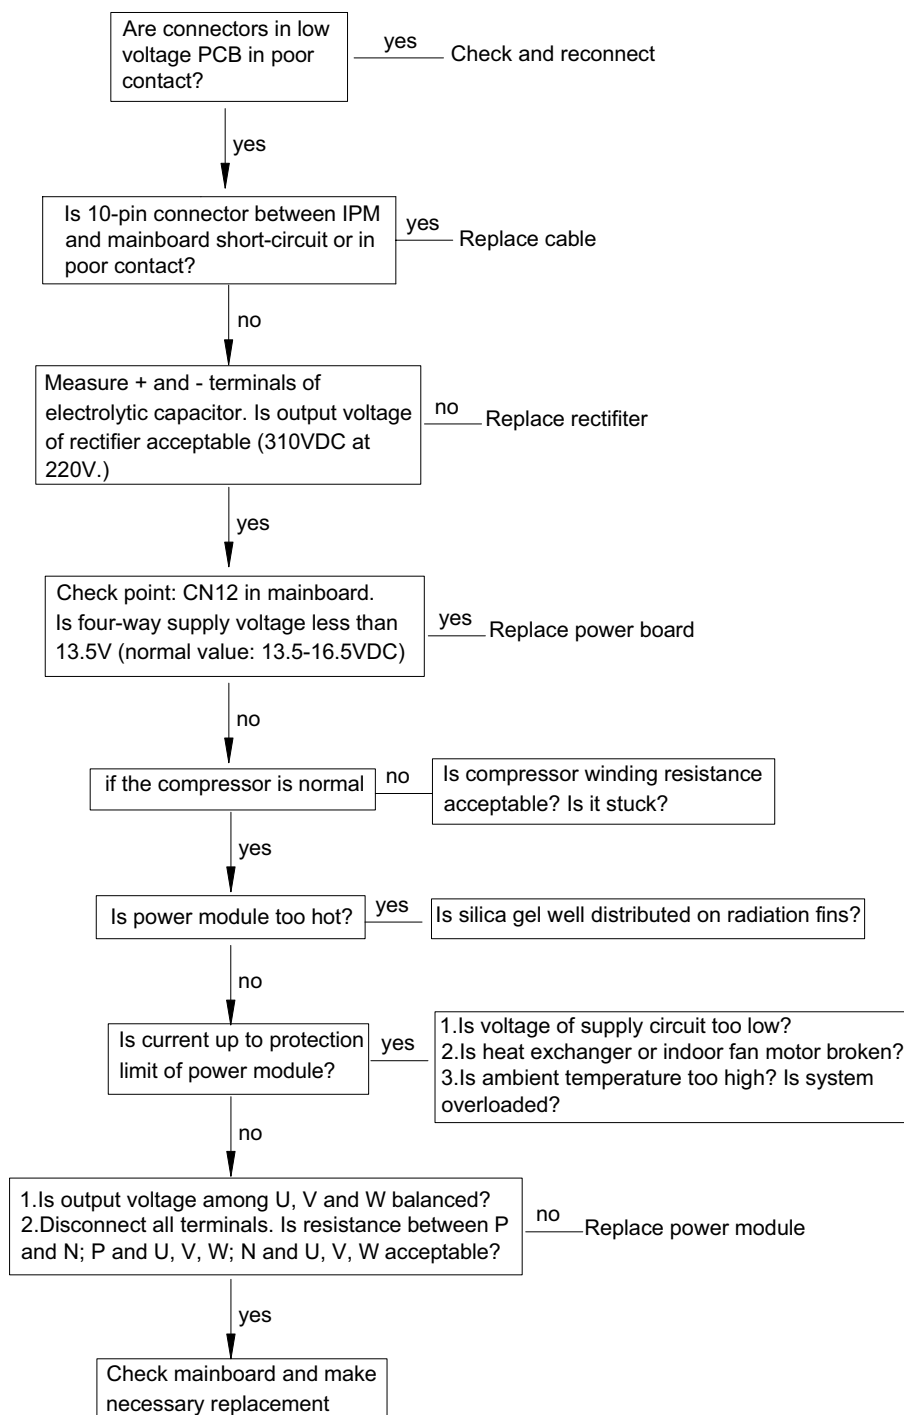 Are connectors in low
voltage PCB in poor
contact?
yes
Check and reconnect
yes
Is 10-pin connector between IPM
and mainboard short-circuit or in
poor contact?
yes
Replace cable
no
Measure + and - terminals of
electrolytic capacitor. Is output voltage
of rectifier acceptable (310VDC at
220V.)
no
Replace rectifiter
yes
Check point: CN12 in mainboard.
Is four-way supply voltage less than
13.5V (normal value: 13.5-16.5VDC)
yes
Replace power board
no
if the compressor is normal
no
Is compressor winding resistance
acceptable? Is it stuck?
yes
Is power module too hot?
yes
Is silica gel well distributed on radiation fins?
no
Is current up to protection
limit of power module?
yes
1.Is voltage of supply circuit too low?
2.Is heat exchanger or indoor fan motor broken?
3.Is ambient temperature too high? Is system
overloaded?
no
1.Is output voltage among U, V and W balanced?
2.Disconnect all terminals. Is resistance between P
and N; P and U, V, W; N and U, V, W acceptable?
no
Replace power module
yes
Check mainboard and make
necessary replacement